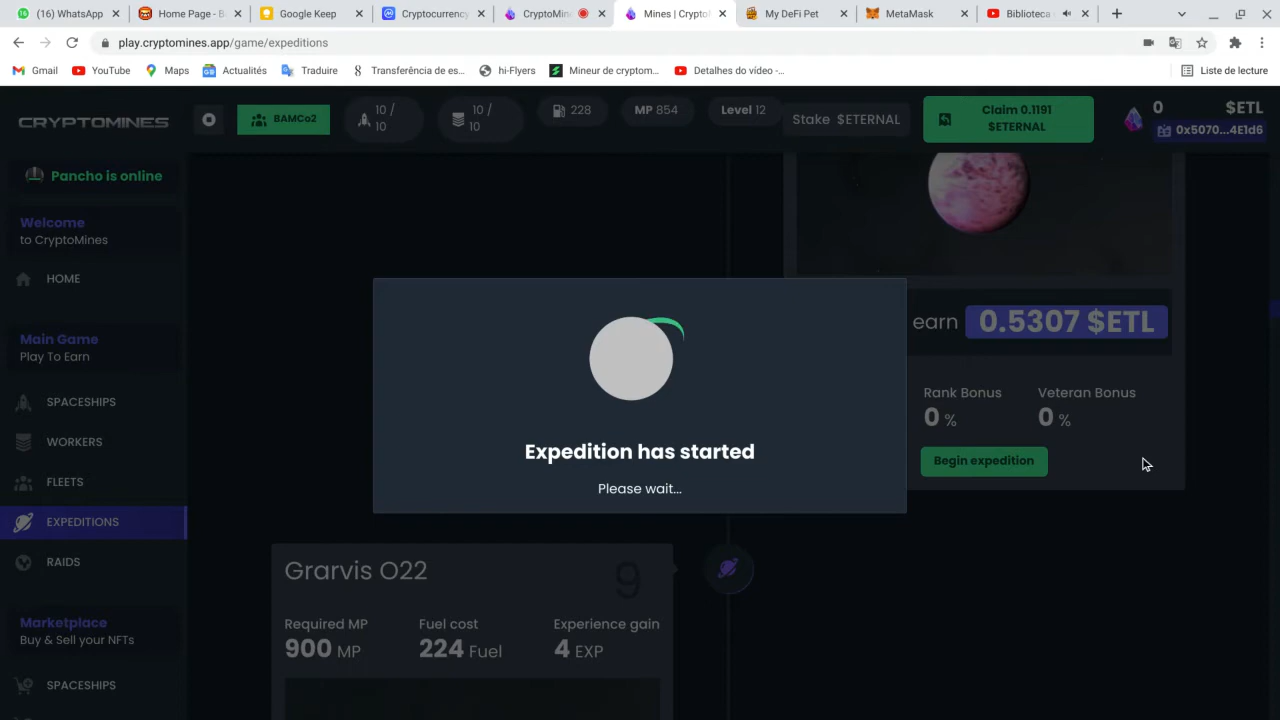 (16) WhatsApp
Home Page - B
Google Keep
Cryptocurrency
CryptoMin
Mines | Crypto
My DeFi Pet
MetaMask
Biblioteca
play.cryptomines.app/game/expeditions
Gmail
YouTube
Maps
Actualités
Traduire
Transferência de es...
hi-Flyers
Mineur de cryptom...
Detalhes do vídeo -...
Liste de lecture
CRYPTOMINES
BAMCo2
10 /
10
10 /
10
228
MP 854
Level 12
Stake $ETERNAL
Claim 0.1191
$ETERNAL
0 $ETL
0x5070...4E1d6
Pancho is online
Welcome
to CryptoMines
HOME
Main Game
Play To Earn
SPACESHIPS
WORKERS
FLEETS
EXPEDITIONS
RAIDS
Marketplace
Buy & Sell your NFTs
SPACESHIPS
earn 0.5307 $ETL
Rank Bonus
0 %
Veteran Bonus
0 %
Begin expedition
Expedition has started
Please wait...
Grarvis O22
9
Required MP
900 MP
Fuel cost
224 Fuel
Experience gain
4 EXP